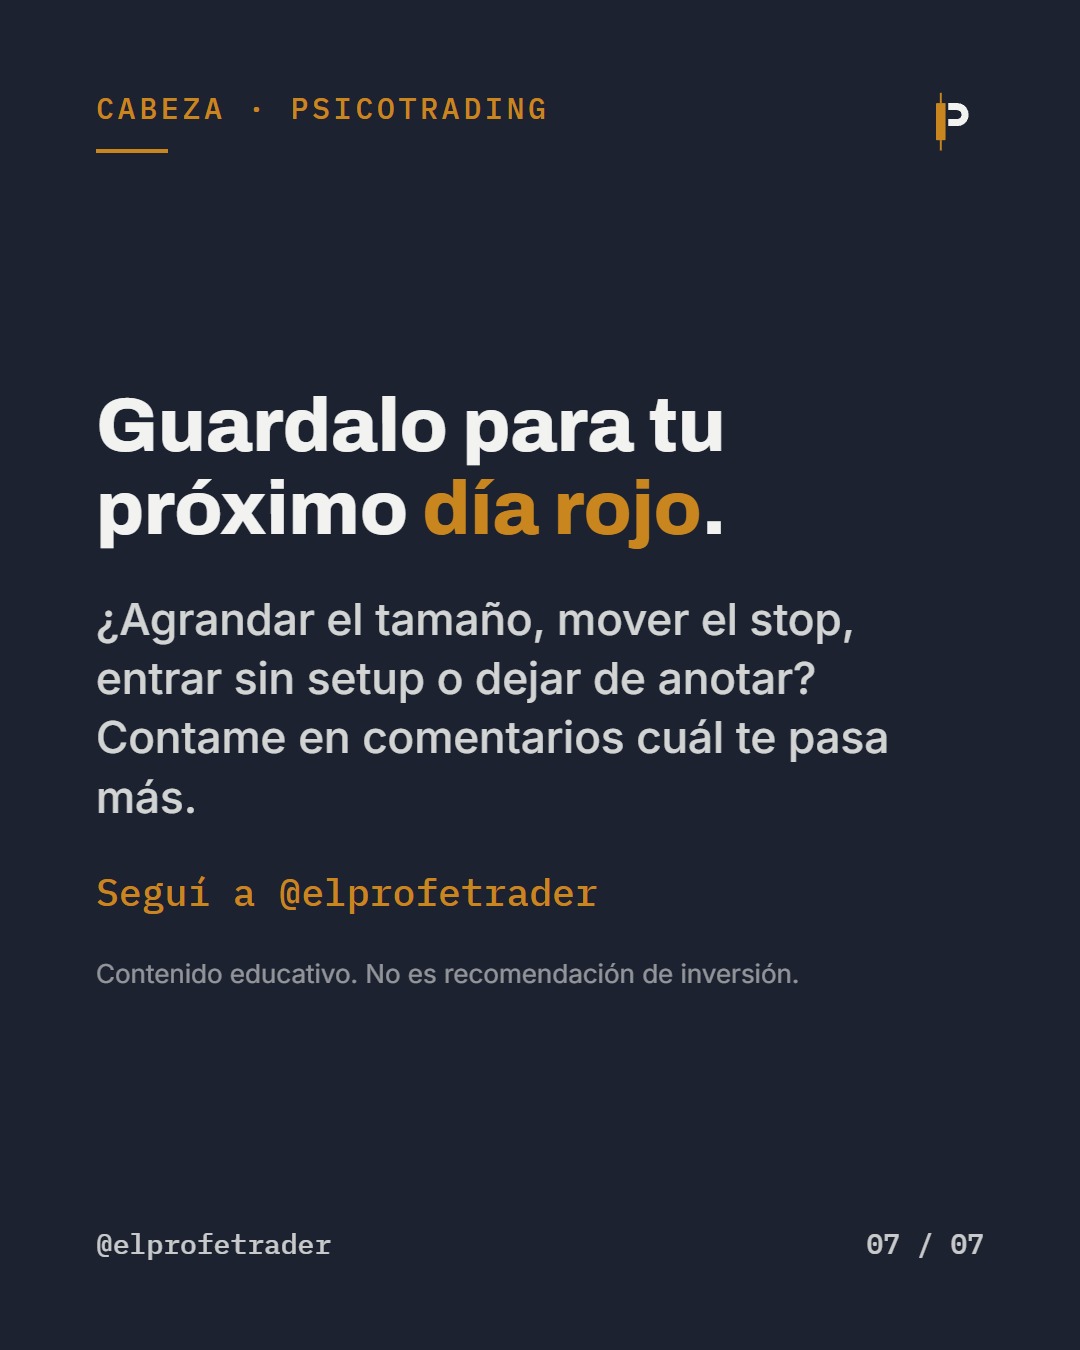 CABEZA · PSICOTRADING
P
Guardalo para tu
próximo día rojo.
¿Agrandar el tamaño, mover el stop,
entrar sin setup o dejar de anotar?
Contame en comentarios cuál te pasa
más.
Seguí a @elprofetrader
Contenido educativo. No es recomendación de inversión.
@elprofetrader
07 / 07